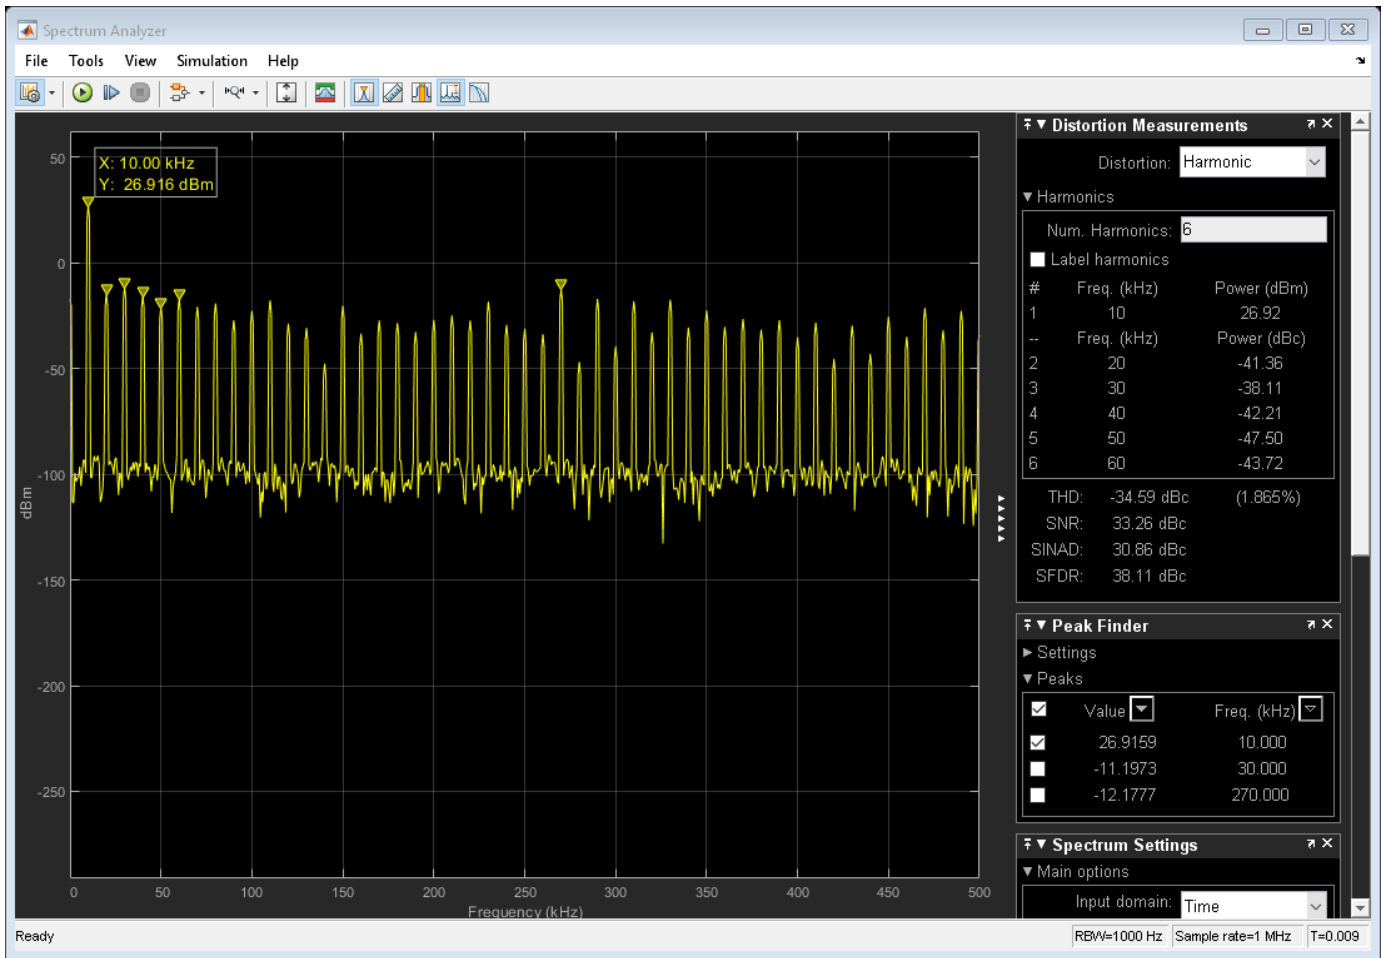 Spectrum Analyzer
File Tools View Simulation Help
X: 10.00 kHz
Y: 26.916 dBm
50
0
-50
-100
-150
-200
-250
dBm
0 50 100 150 200 250 300 350 400 450 500
Frequency (kHz)
Distortion Measurements
Distortion: Harmonic
Harmonics
Num. Harmonics: 6
Label harmonics
# Freq. (kHz) Power (dBm)
1 10 26.92
-- Freq. (kHz) Power (dBc)
2 20 -41.36
3 30 -38.11
4 40 -42.21
5 50 -47.50
6 60 -43.72
THD: -34.59 dBc (1.865%)
SNR: 33.26 dBc
SINAD: 30.86 dBc
SFDR: 38.11 dBc
Peak Finder
Settings
Peaks
Value Freq. (kHz)
26.9159 10.000
-11.1973 30.000
-12.1777 270.000
Spectrum Settings
Main options
Input domain: Time
Ready
RBW=1000 Hz Sample rate=1 MHz T=0.009